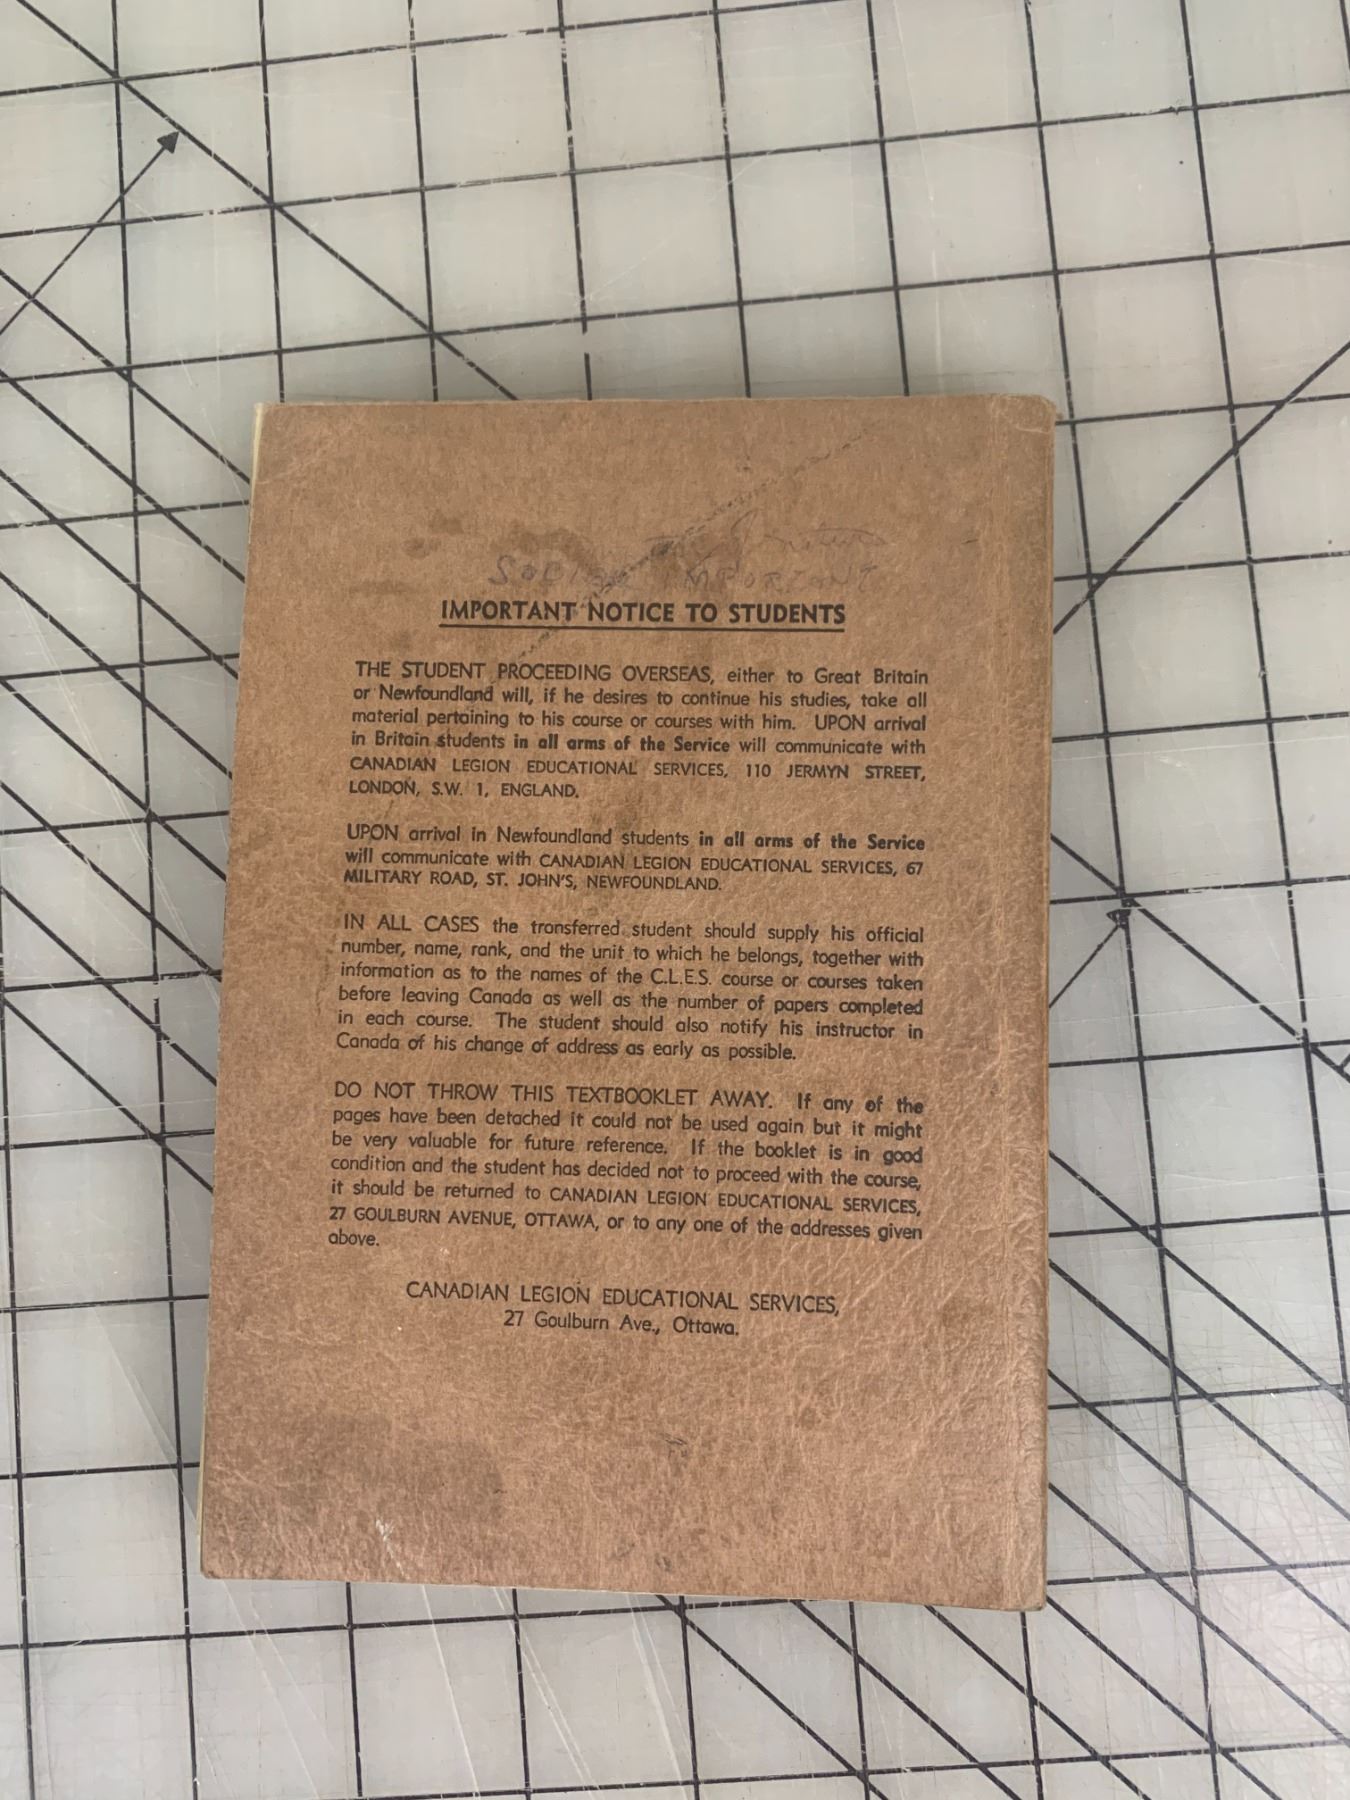 IMPORTANT
IMPORTANT NOTICE TO STUDENTS
THE STUDENT PROCEEDING OVERSEAS, either to Great Britain
or Newfoundland will, if he desires to continue his studies, take all
material pertaining to his course or courses with him. UPON arrival
in Britain students in all arms of the Service will communicate with
CANADIAN LEGION EDUCATIONAL SERVICES, 110 JERMYN STREET,
LONDON, S.W. 1, ENGLAND.
UPON arrival in Newfoundland students in all arms of the Service
will communicate with CANADIAN LEGION EDUCATIONAL SERVICES, 67
MILITARY ROAD, ST. JOHN'S, NEWFOUNDLAND.
IN ALL CASES the transferred student should supply his official
number, name, rank, and the unit to which he belongs, together with
information as to the names of the C.L.E.S. course or courses taken
before leaving Canada as well as the number of papers completed
in each course. The student should also notify his instructor in
Canada of his change of address as early as possible.
DO NOT THROW THIS TEXTBOOKLET AWAY. If any of the
pages have been detached it could not be used again but it might
be very valuable for future reference. If the booklet is in good
condition and the student has decided not to proceed with the course,
it should be returned to CANADIAN LEGION EDUCATIONAL SERVICES,
27 GOULBURN AVENUE, OTTAWA, or to any one of the addresses given
above.
CANADIAN LEGION EDUCATIONAL SERVICES,
27 Goulburn Ave., Ottawa.